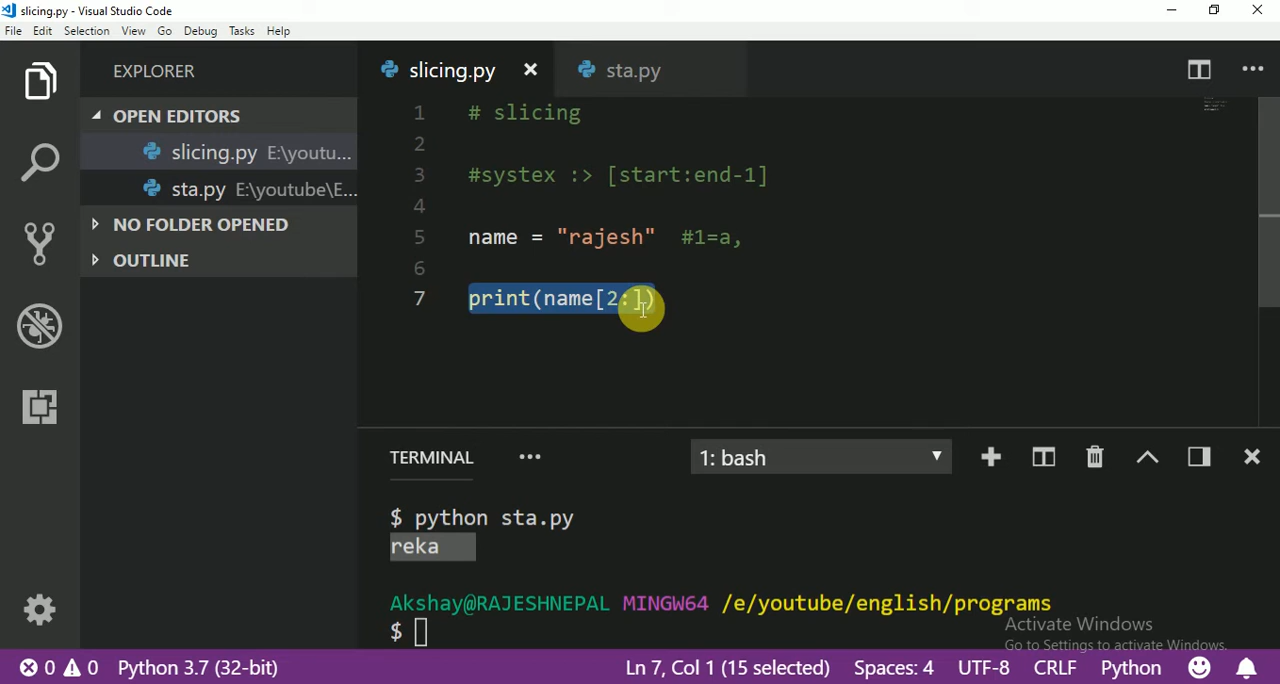 slicing.py - Visual Studio Code
File Edit Selection View Go Debug Tasks Help
EXPLORER
slicing.py
sta.py
OPEN EDITORS
slicing.py E:\youtu...
sta.py E:\youtube\E...
NO FOLDER OPENED
OUTLINE
1 # slicing
2
3 #systex :> [start:end-1]
4
5 name = "rajesh" #1=a,
6
7 print(name[2:])
TERMINAL
1: bash
$ python sta.py
reka
Akshay@RAJESHNEPAL MINGW64 /e/youtube/english/programs
$
Activate Windows
Go to Settings to activate Windows.
0 0 Python 3.7 (32-bit) Ln 7, Col 1 (15 selected) Spaces: 4 UTF-8 CRLF Python